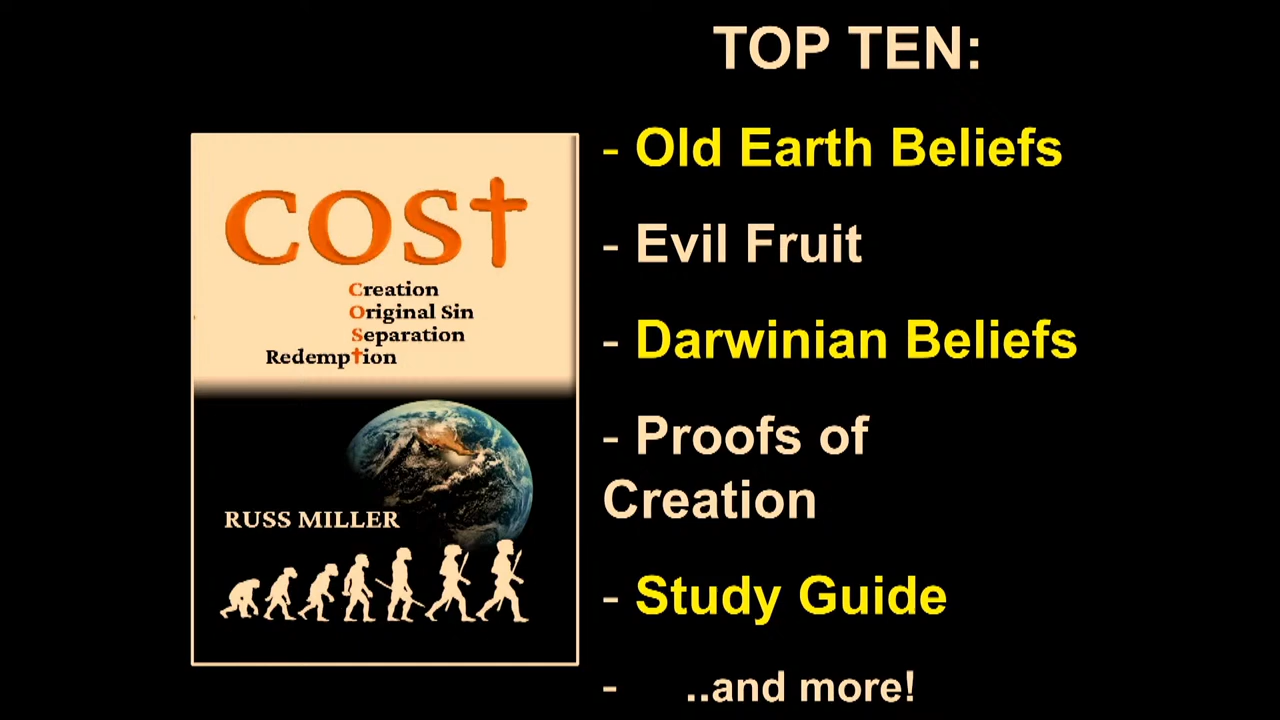 TOP TEN:
- Old Earth Beliefs
- Evil Fruit
- Darwinian Beliefs
- Proofs of
Creation
- Study Guide
- ..and more!
COST
Creation
Original Sin
Separation
Redemption
RUSS MILLER